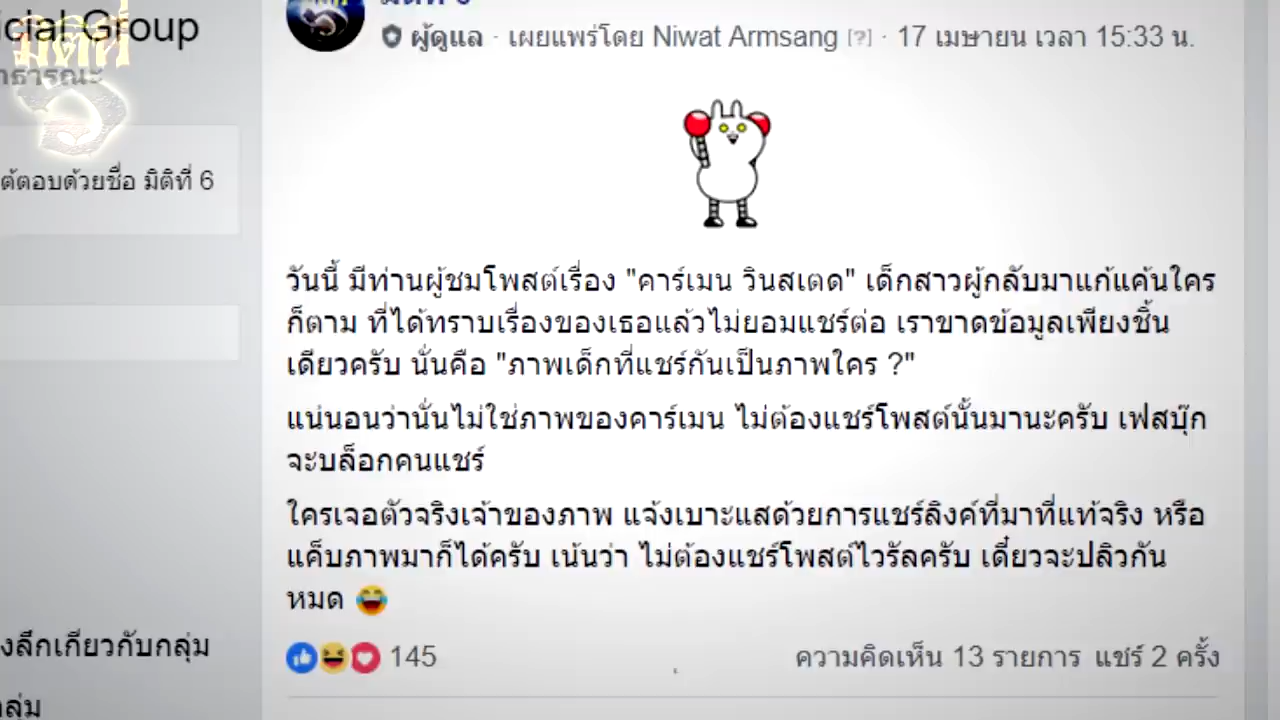 icial Group
มิติที่
6
าธารณะ
ต้ตอบด้วยชื่อ มิติที่ 6
มิติที่ 6
ผู้ดูแล · เผยแพร่โดย Niwat Armsang [?] · 17 เมษายน เวลา 15:33 น.
วันนี้ มีท่านผู้ชมโพสต์เรื่อง "คาร์เมน วินสเตด" เด็กสาวผู้กลับมาแก้แค้นใคร
ก็ตาม ที่ได้ทราบเรื่องของเธอแล้วไม่ยอมแชร์ต่อ เราขาดข้อมูลเพียงชิ้น
เดียวครับ นั่นคือ "ภาพเด็กที่แชร์กันเป็นภาพใคร ?"
แน่นอนว่านั่นไม่ใช่ภาพของคาร์เมน ไม่ต้องแชร์โพสต์นั้นมานะครับ เฟสบุ๊ก
จะบล็อกคนแชร์
ใครเจอตัวจริงเจ้าของภาพ แจ้งเบาะแสด้วยการแชร์ลิงค์ที่มาที่แท้จริง หรือ
แค็บภาพมาก็ได้ครับ เน้นว่า ไม่ต้องแชร์โพสต์ไวรัลครับ เดี๋ยวจะปลิวกัน
หมด 😂
145
ความคิดเห็น 13 รายการ แชร์ 2 ครั้ง
งลึกเกี่ยวกับกลุ่ม
ลุ่ม